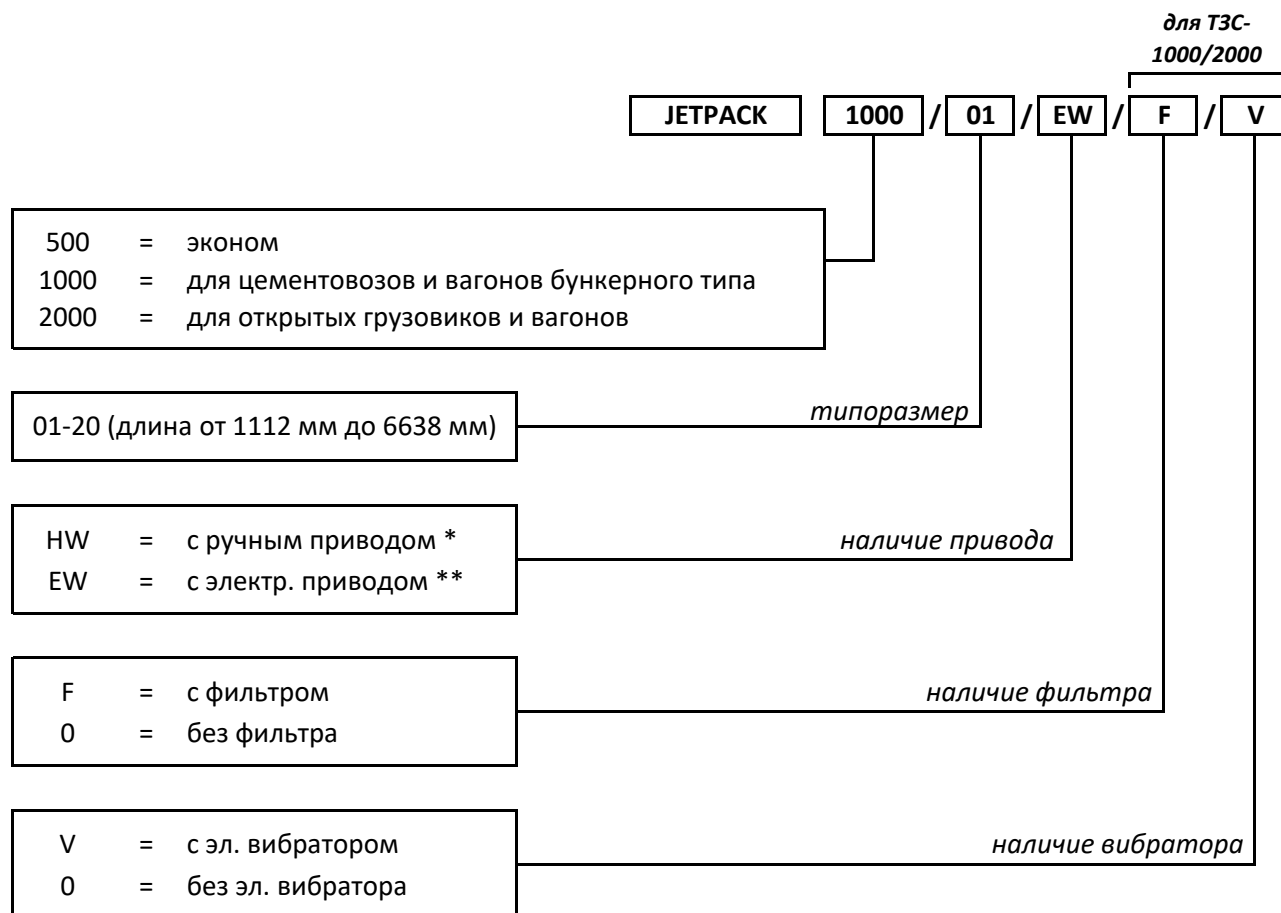 для ТЗС-
1000/2000
JETPACK 1000 / 01 / EW / F / V
500 = эконом
1000 = для цементовозов и вагонов бункерного типа
2000 = для открытых грузовиков и вагонов
01-20 (длина от 1112 мм до 6638 мм)
типоразмер
HW = с ручным приводом *
EW = с электр. приводом **
наличие привода
F = с фильтром
0 = без фильтра
наличие фильтра
V = с эл. вибратором
0 = без эл. вибратора
наличие вибратора